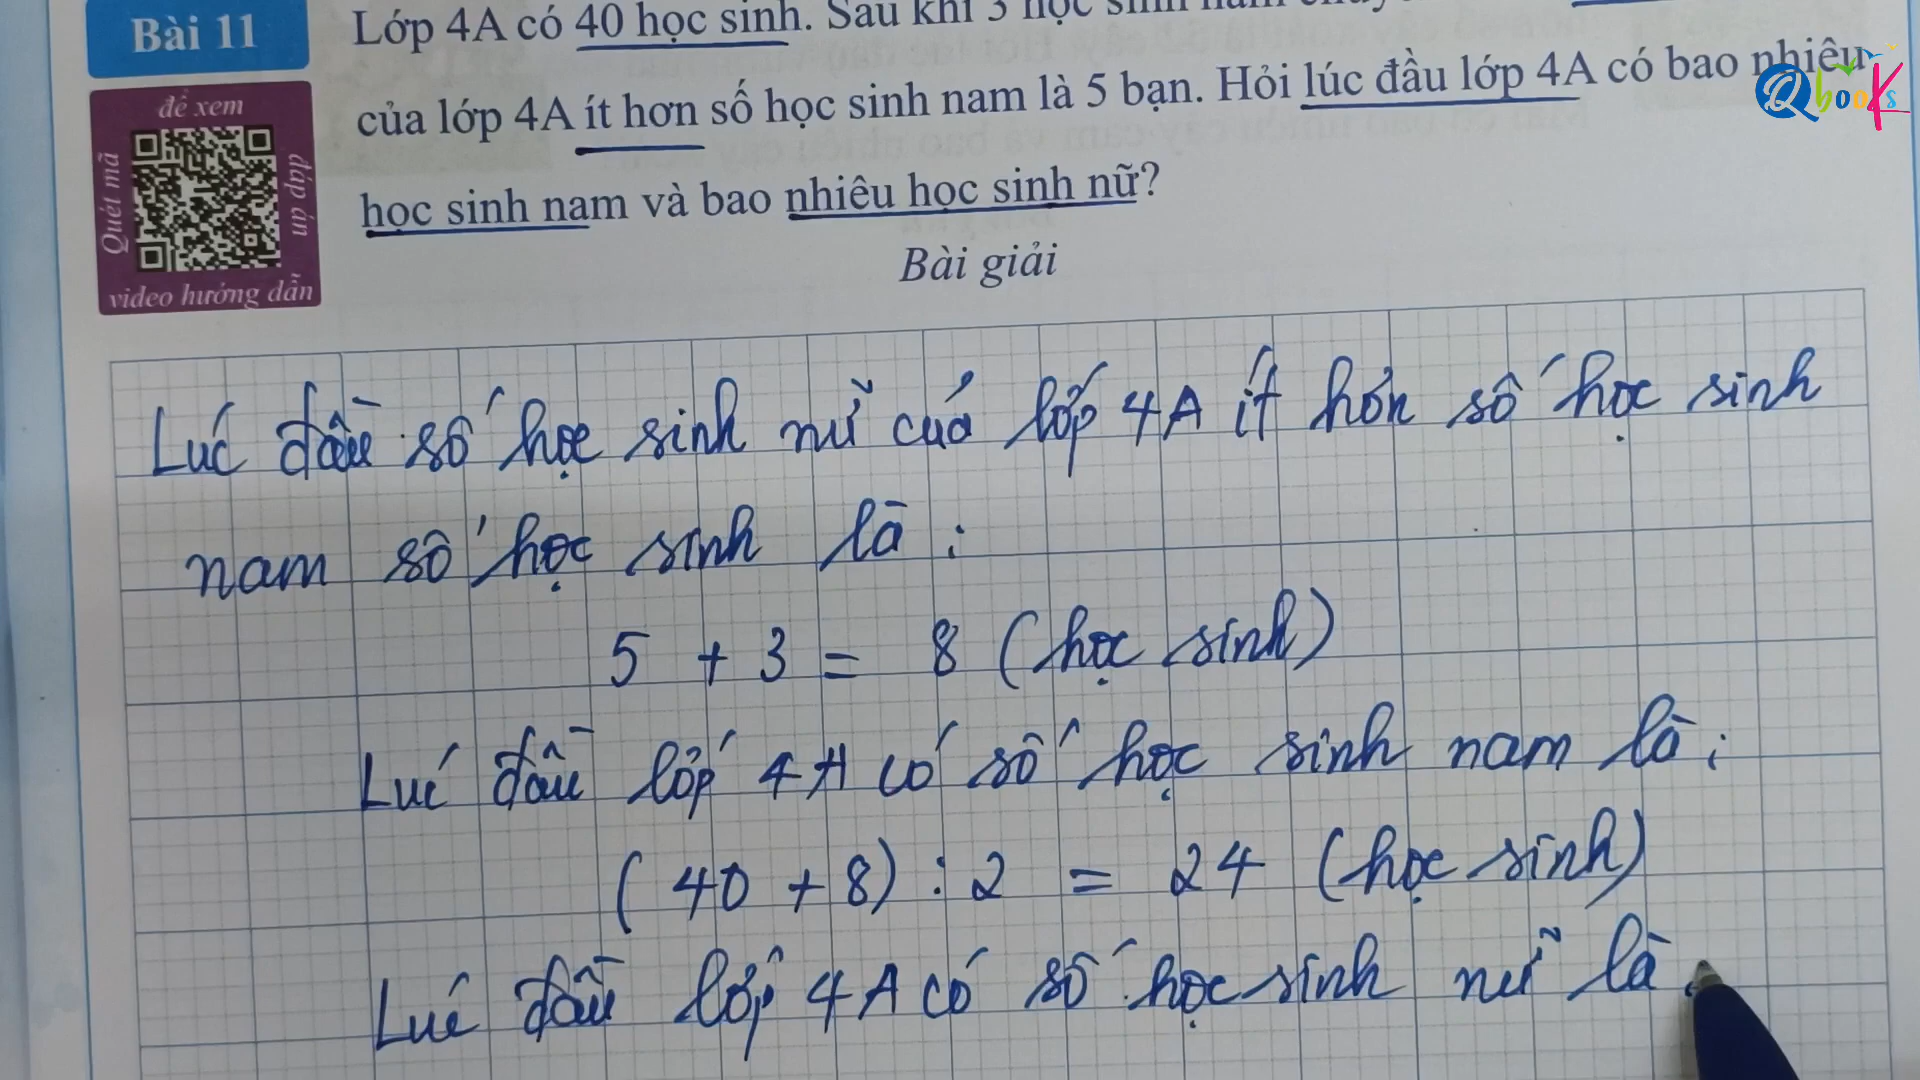 Bài 11
Lớp 4A có 40 học sinh. Sau khi 3 học sinh nam
của lớp 4A ít hơn số học sinh nam là 5 bạn. Hỏi lúc đầu lớp 4A có bao nhiêu
học sinh nam và bao nhiêu học sinh nữ?
Qbooks
để xem
Quét mã
đáp án
video hướng dẫn
Bài giải
Lúc đầu số học sinh nữ của lớp 4A ít hơn số học sinh
nam số học sinh là :
5 + 3 = 8 (học sinh)
Lúc đầu lớp 4A có số học sinh nam là :
(40 + 8) : 2 = 24 (học sinh)
Lúc đầu lớp 4A có số học sinh nữ là :